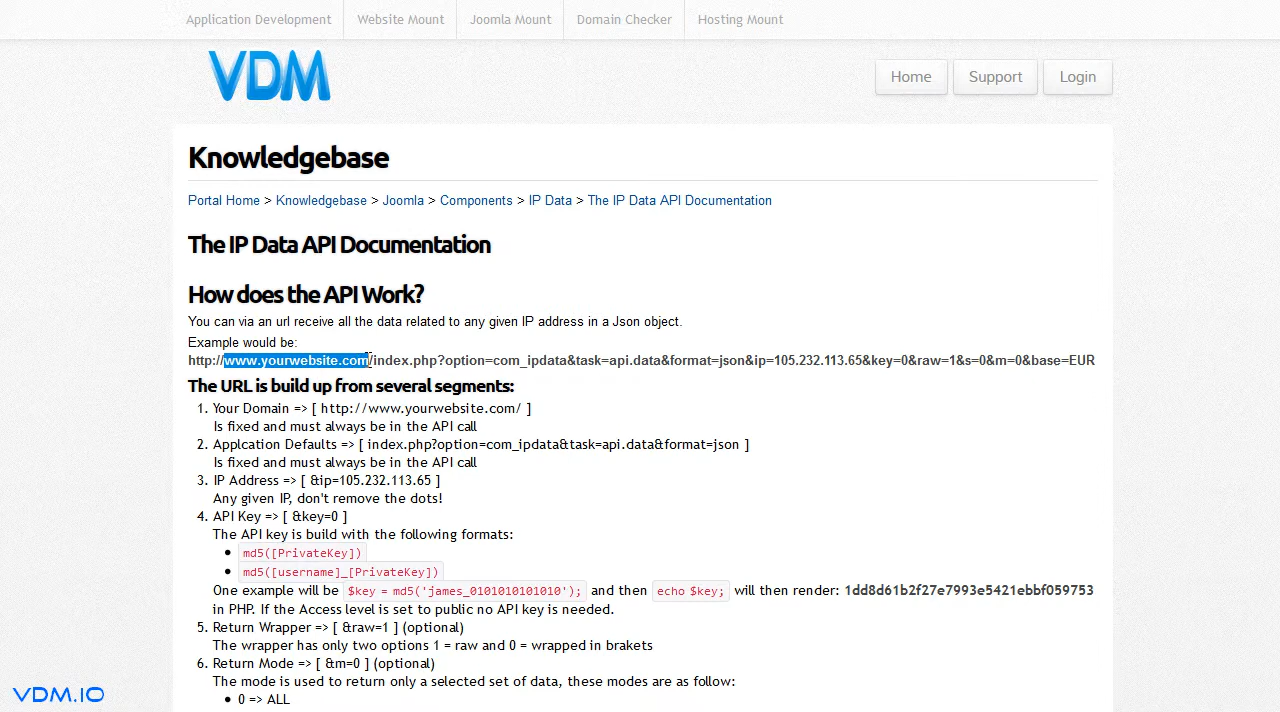 Application Development Website Mount Joomla Mount Domain Checker Hosting Mount
VDM
Home Support Login
Knowledgebase
Portal Home > Knowledgebase > Joomla > Components > IP Data > The IP Data API Documentation
The IP Data API Documentation
How does the API Work?
You can via an url receive all the data related to any given IP address in a Json object.
Example would be:
http://www.yourwebsite.com/index.php?option=com_ipdata&task=api.data&format=json&ip=105.232.113.65&key=0&raw=1&s=0&m=0&base=EUR
The URL is build up from several segments:
1. Your Domain => [ http://www.yourwebsite.com/ ]
Is fixed and must always be in the API call
2. Applcation Defaults => [ index.php?option=com_ipdata&task=api.data&format=json ]
Is fixed and must always be in the API call
3. IP Address => [ &ip=105.232.113.65 ]
Any given IP, don't remove the dots!
4. API Key => [ &key=0 ]
The API key is build with the following formats:
• md5([PrivateKey])
• md5([username]_[PrivateKey])
One example will be $key = md5('james_0101010101010'); and then echo $key; will then render: 1dd8d61b2f27e7993e5421ebbf059753
in PHP. If the Access level is set to public no API key is needed.
5. Return Wrapper => [ &raw=1 ] (optional)
The wrapper has only two options 1 = raw and 0 = wrapped in brakets
6. Return Mode => [ &m=0 ] (optional)
The mode is used to return only a selected set of data, these modes are as follow:
• 0 => ALL
VDM.IO